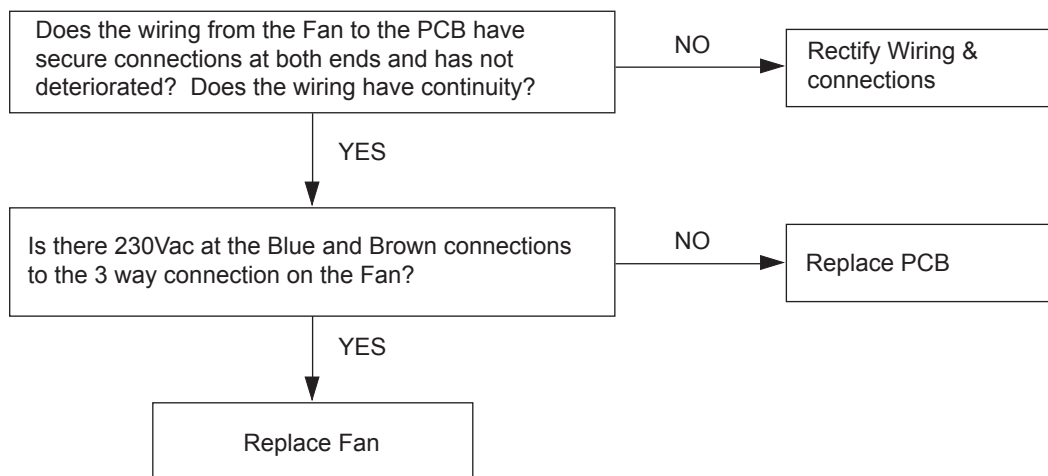 Does the wiring from the Fan to the PCB have
secure connections at both ends and has not
deteriorated? Does the wiring have continuity?
NO
Rectify Wiring &
connections
YES
Is there 230Vac at the Blue and Brown connections
to the 3 way connection on the Fan?
NO
Replace PCB
YES
Replace Fan